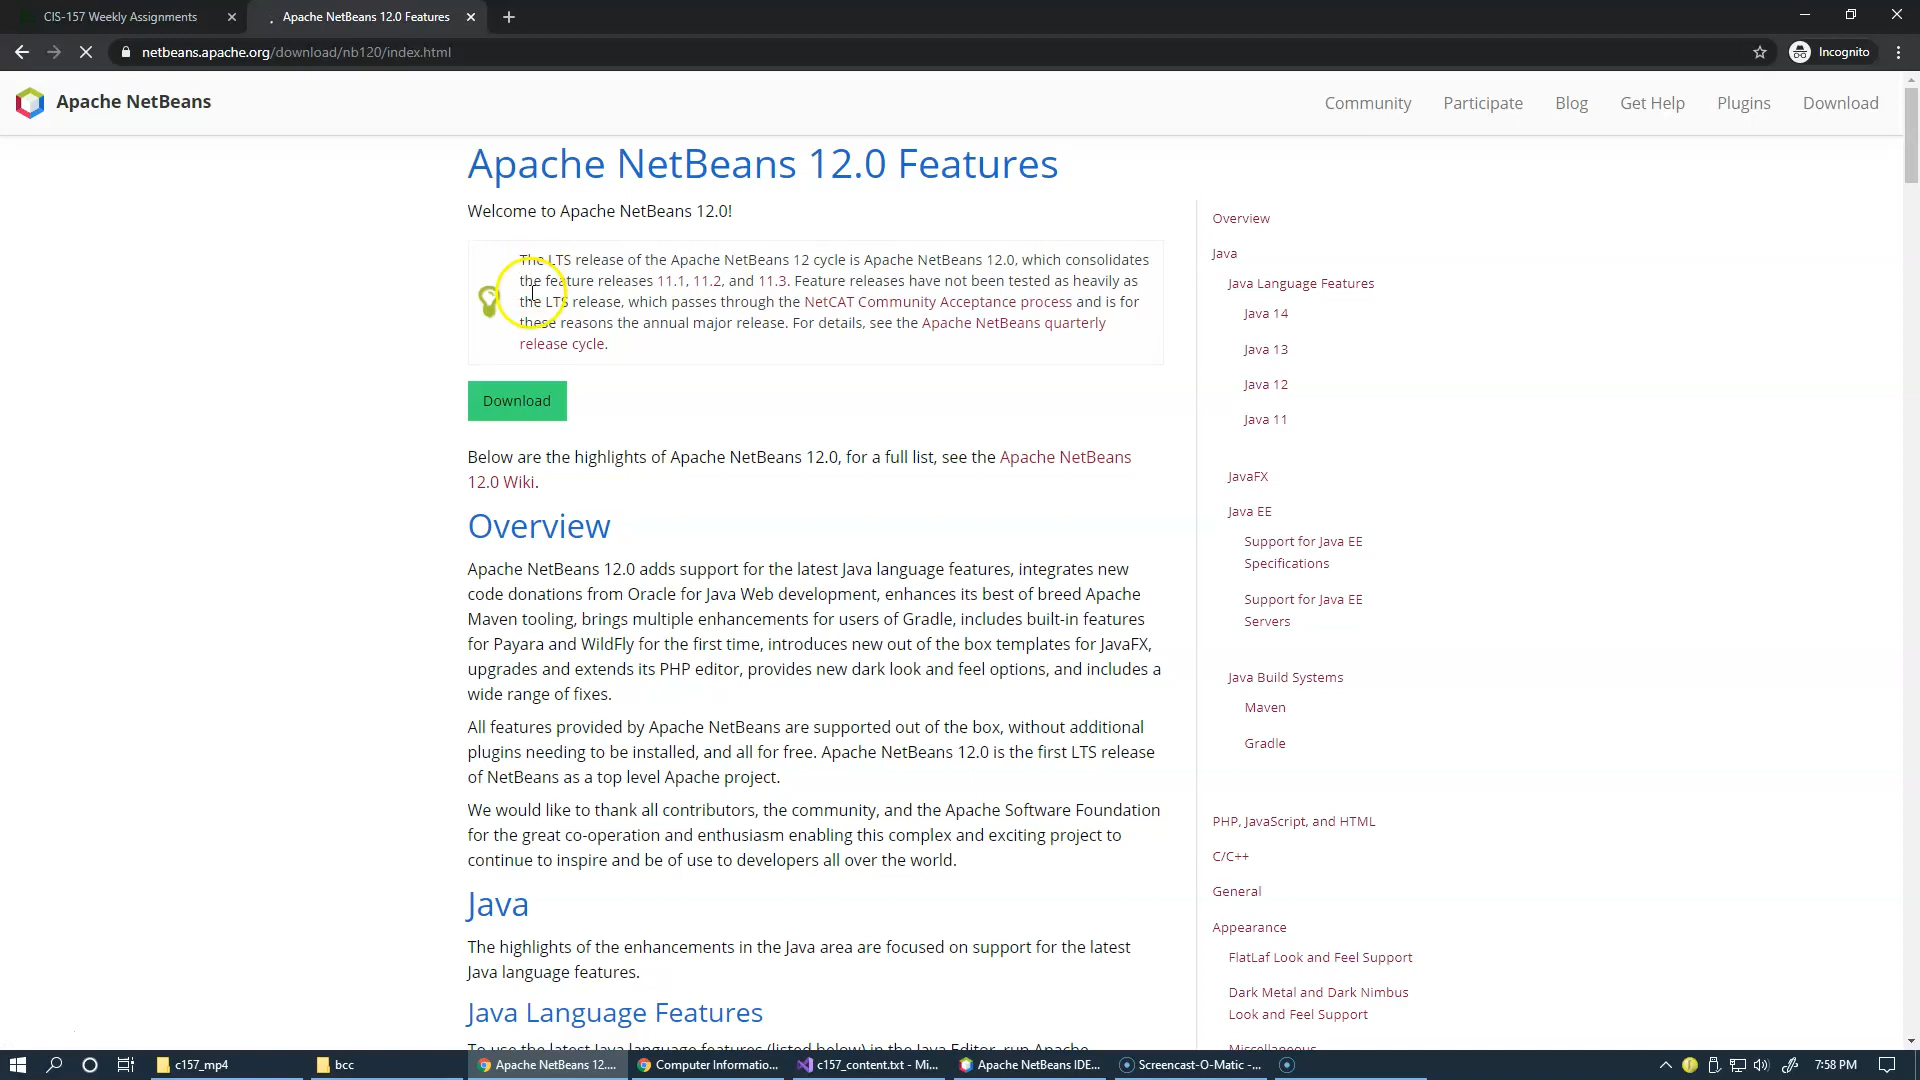 CIS-157 Weekly Assignments
Apache NetBeans 12.0 Features
netbeans.apache.org/download/nb120/index.html
Incognito
Apache NetBeans
Community
Participate
Blog
Get Help
Plugins
Download
Apache NetBeans 12.0 Features
Welcome to Apache NetBeans 12.0!
The LTS release of the Apache NetBeans 12 cycle is Apache NetBeans 12.0, which consolidates
the feature releases 11.1, 11.2, and 11.3. Feature releases have not been tested as heavily as
the LTS release, which passes through the NetCAT Community Acceptance process and is for
these reasons the annual major release. For details, see the Apache NetBeans quarterly
release cycle.
Download
Below are the highlights of Apache NetBeans 12.0, for a full list, see the Apache NetBeans
12.0 Wiki.
Overview
Apache NetBeans 12.0 adds support for the latest Java language features, integrates new
code donations from Oracle for Java Web development, enhances its best of breed Apache
Maven tooling, brings multiple enhancements for users of Gradle, includes built-in features
for Payara and WildFly for the first time, introduces new out of the box templates for JavaFX,
upgrades and extends its PHP editor, provides new dark look and feel options, and includes a
wide range of fixes.
All features provided by Apache NetBeans are supported out of the box, without additional
plugins needing to be installed, and all for free. Apache NetBeans 12.0 is the first LTS release
of NetBeans as a top level Apache project.
We would like to thank all contributors, the community, and the Apache Software Foundation
for the great co-operation and enthusiasm enabling this complex and exciting project to
continue to inspire and be of use to developers all over the world.
Java
The highlights of the enhancements in the Java area are focused on support for the latest
Java language features.
Java Language Features
To use the latest Java language features (listed below) in the Java Editor, run Apache
Overview
Java
Java Language Features
Java 14
Java 13
Java 12
Java 11
JavaFX
Java EE
Support for Java EE
Specifications
Support for Java EE
Servers
Java Build Systems
Maven
Gradle
PHP, JavaScript, and HTML
C/C++
General
Appearance
FlatLaf Look and Feel Support
Dark Metal and Dark Nimbus
Look and Feel Support
Miscellaneous
c157_mp4
bcc
Apache NetBeans 12....
Computer Informatio...
c157_content.txt - Mi...
Apache NetBeans IDE...
Screencast-O-Matic -...
7:58 PM